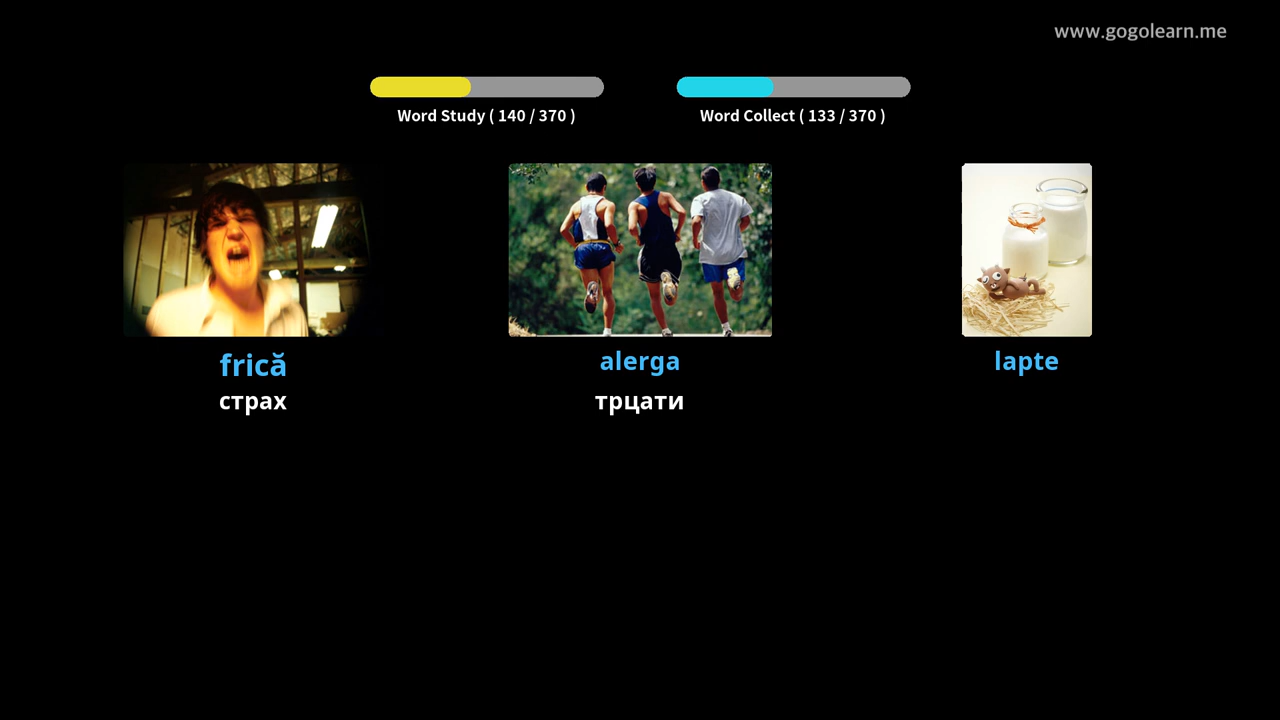 www.gogolearn.me
Word Study ( 140 / 370 )
Word Collect ( 133 / 370 )
frică
alerga
lapte
страх
трцати